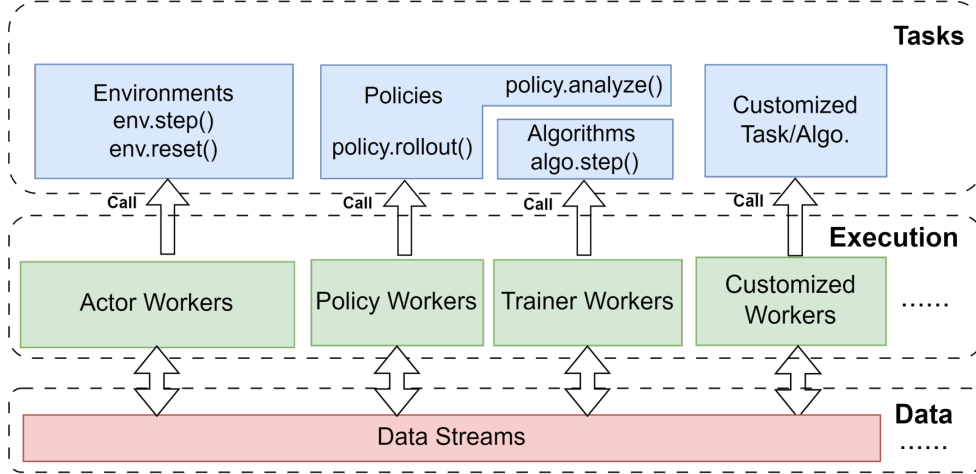 Tasks
Environments
env.step()
env.reset()
Policies
policy.rollout()
policy.analyze()
Algorithms
algo.step()
Customized
Task/Algo.
Call
Call
Call
Call
Execution
Actor Workers
Policy Workers
Trainer Workers
Customized
Workers
......
Data
Data Streams
......